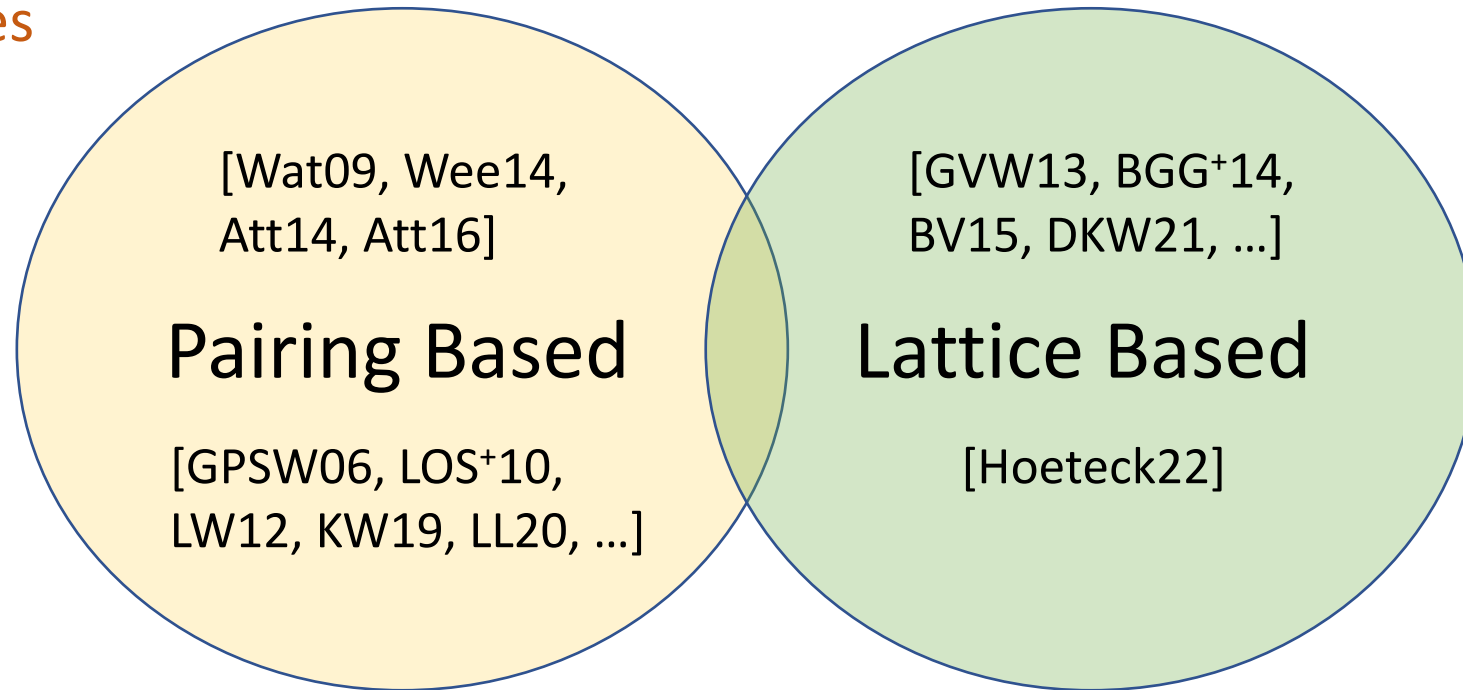 es
[Wat09, Wee14,
Att14, Att16]
Pairing Based
[GPSW06, LOS⁺10,
LW12, KW19, LL20, ...]
[GVW13, BGG⁺14,
BV15, DKW21, ...]
Lattice Based
[Hoeteck22]